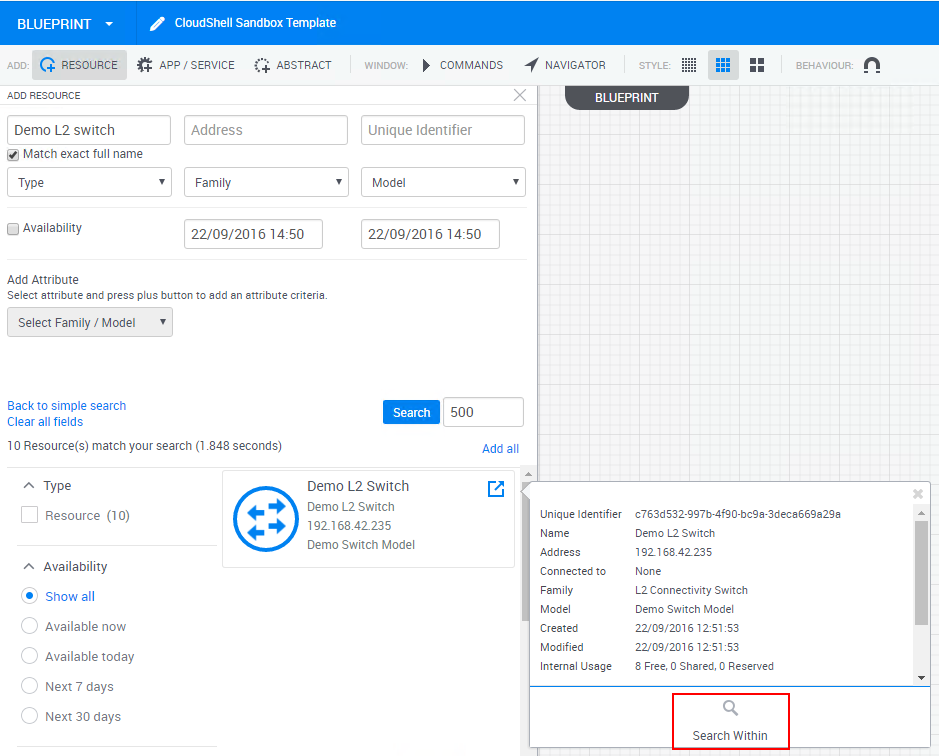 BLUEPRINT CloudShell Sandbox Template
ADD: RESOURCE APP / SERVICE ABSTRACT WINDOW: COMMANDS NAVIGATOR STYLE: BEHAVIOUR:
ADD RESOURCE
BLUEPRINT
Demo L2 switch Address Unique Identifier
Match exact full name
Type Family Model
Availability 22/09/2016 14:50 22/09/2016 14:50
Add Attribute
Select attribute and press plus button to add an attribute criteria.
Select Family / Model
Back to simple search
Clear all fields
Search 500
10 Resource(s) match your search (1.848 seconds)
Add all
Type
Resource (10)
Availability
Show all
Available now
Available today
Next 7 days
Next 30 days
Demo L2 Switch
Demo L2 Switch
192.168.42.235
Demo Switch Model
Unique Identifier c763d532-997b-4f90-bc9a-3deca669a29a
Name Demo L2 Switch
Address 192.168.42.235
Connected to None
Family L2 Connectivity Switch
Model Demo Switch Model
Created 22/09/2016 12:51:53
Modified 22/09/2016 12:51:53
Internal Usage 8 Free, 0 Shared, 0 Reserved
Search Within